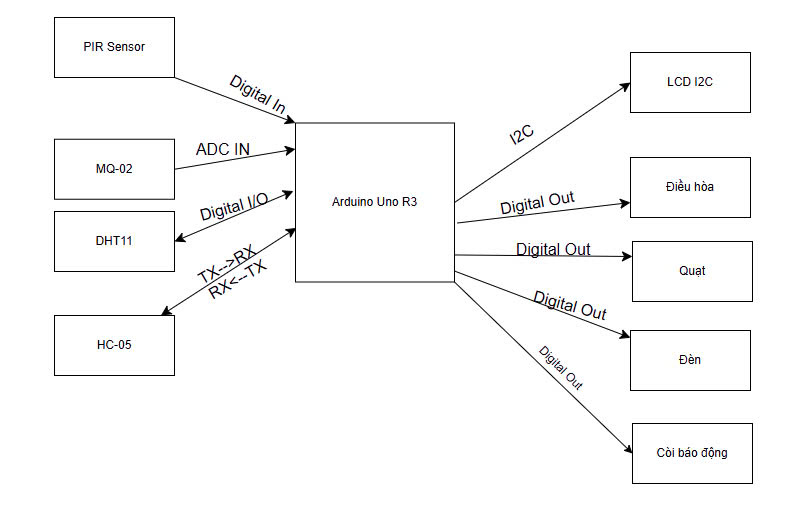 PIR Sensor
Digital In
MQ-02
ADC IN
DHT11
Digital I/O
HC-05
TX-->RX
RX<--TX
Arduino Uno R3
I2C
LCD I2C
Digital Out
Điều hòa
Digital Out
Quạt
Digital Out
Đèn
Digital Out
Còi báo động